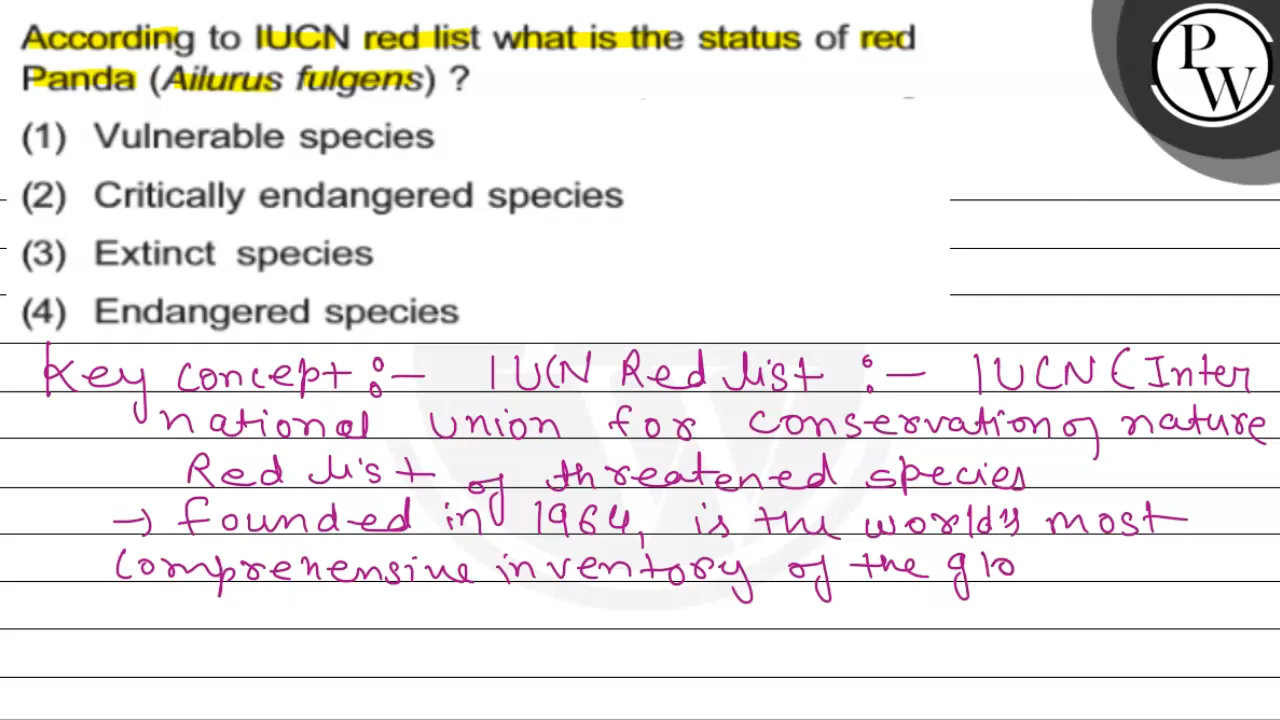 According to IUCN red list what is the status of red
Panda (Ailurus fulgens) ?
(1) Vulnerable species
(2) Critically endangered species
(3) Extinct species
(4) Endangered species
Key concept :- IUCN Red list :- IUCN (Inter
national union for conservation of nature
Red list of threatened species
→ founded in 1964, is the world's most
comprehensive inventory of the glo
PW